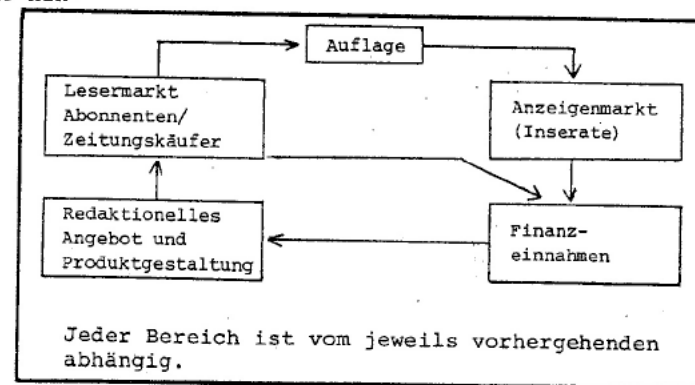 Auflage
Lesermarkt
Abonnenten/
Zeitungskäufer
Anzeigenmarkt
(Inserate)
Redaktionelles
Angebot und
Produktgestaltung
Finanz-
einnahmen
Jeder Bereich ist vom jeweils vorhergehenden
abhängig.